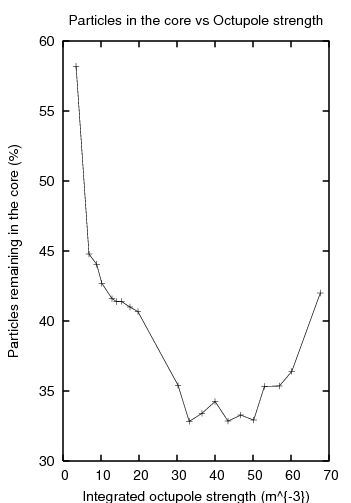 Particles in the core vs Octupole strength
60
55
50
45
40
35
30
Particles remaining in the core (%)
0 10 20 30 40 50 60 70
Integrated octupole strength (m^{-3})